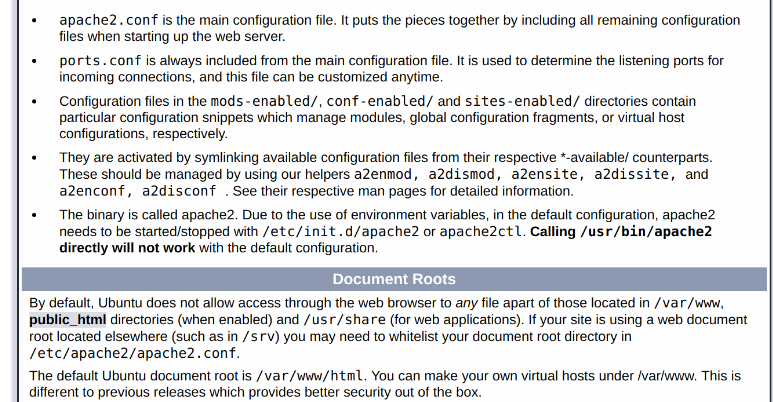 • apache2.conf is the main configuration file. It puts the pieces together by including all remaining configuration
files when starting up the web server.
• ports.conf is always included from the main configuration file. It is used to determine the listening ports for
incoming connections, and this file can be customized anytime.
• Configuration files in the mods-enabled/, conf-enabled/ and sites-enabled/ directories contain
particular configuration snippets which manage modules, global configuration fragments, or virtual host
configurations, respectively.
• They are activated by symlinking available configuration files from their respective *-available/ counterparts.
These should be managed by using our helpers a2enmod, a2dismod, a2ensite, a2dissite, and
a2enconf, a2disconf . See their respective man pages for detailed information.
• The binary is called apache2. Due to the use of environment variables, in the default configuration, apache2
needs to be started/stopped with /etc/init.d/apache2 or apache2ctl. Calling /usr/bin/apache2
directly will not work with the default configuration.
Document Roots
By default, Ubuntu does not allow access through the web browser to any file apart of those located in /var/www,
public_html directories (when enabled) and /usr/share (for web applications). If your site is using a web document
root located elsewhere (such as in /srv) you may need to whitelist your document root directory in
/etc/apache2/apache2.conf.
The default Ubuntu document root is /var/www/html. You can make your own virtual hosts under /var/www. This is
different to previous releases which provides better security out of the box.